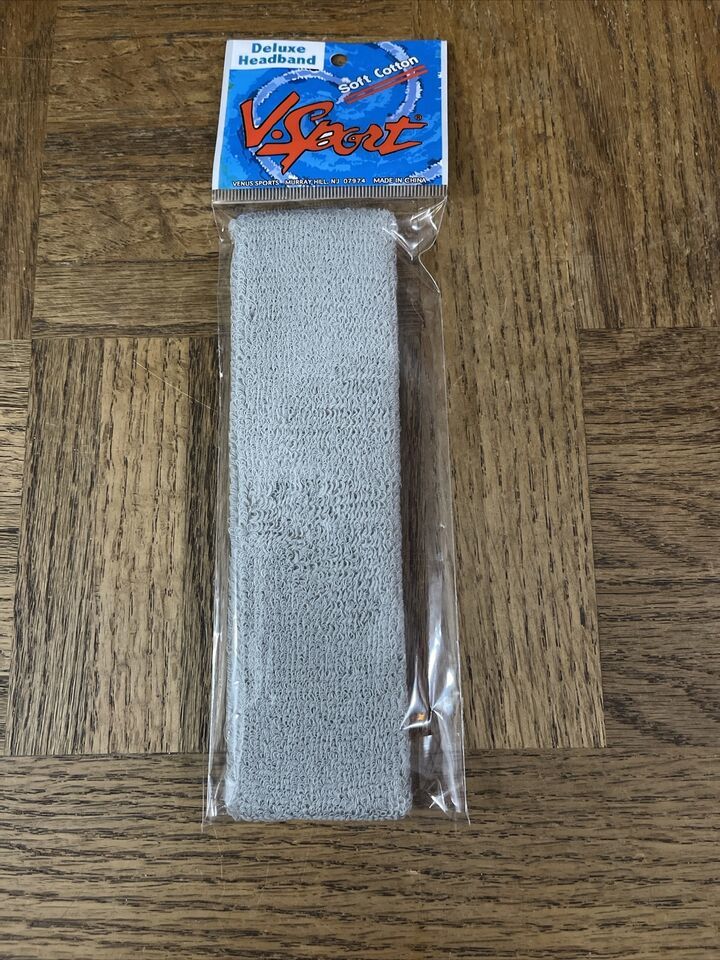 Deluxe
Headband
Soft Cotton
V·Sport®
VENUS SPORTS MURRAY HILL, NJ 07974 MADE IN CHINA